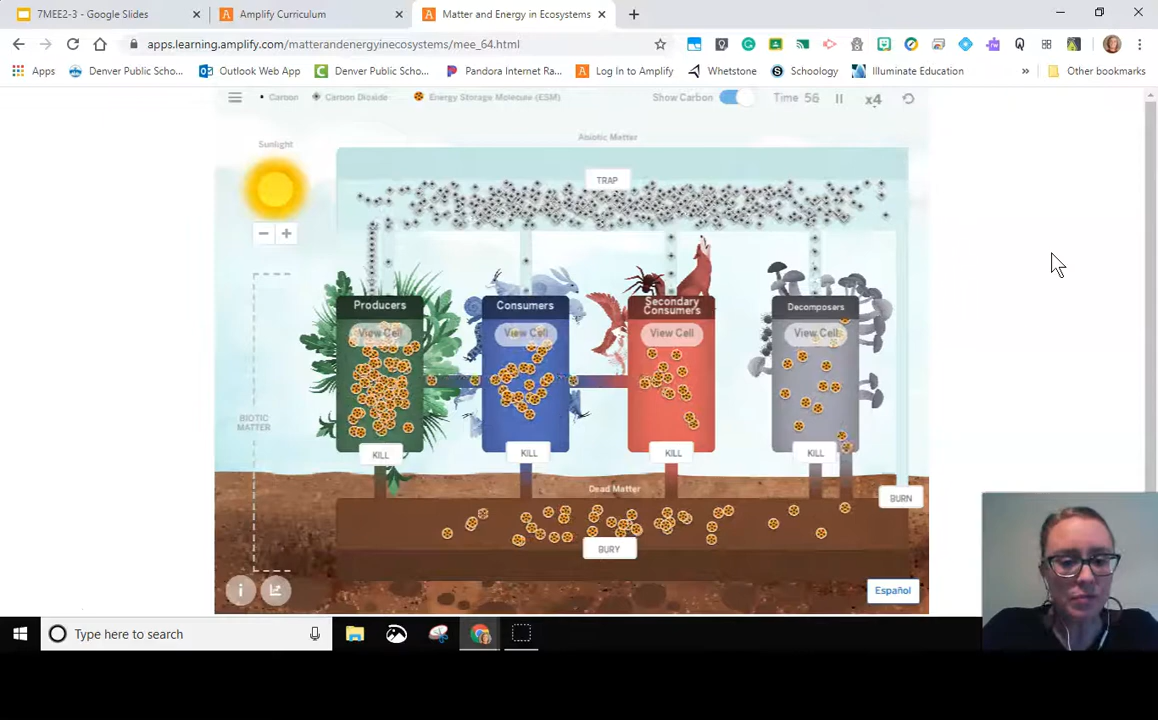 7MEE2-3 - Google Slides
Amplify Curriculum
Matter and Energy in Ecosystems
apps.learning.amplify.com/matterandenergyinecosystems/mee_64.html
Apps
Denver Public Scho...
Outlook Web App
Denver Public Scho...
Pandora Internet Ra...
Log In to Amplify
Whetstone
Schoology
Illuminate Education
»
Other bookmarks
Carbon
Carbon Dioxide
Energy Storage Molecule (ESM)
Show Carbon
Time 56
x4
Abiotic Matter
Sunlight
TRAP
Producers
Consumers
Secondary
Consumers
Decomposers
View Cell
View Cell
View Cell
View Cell
BIOTIC
MATTER
KILL
KILL
KILL
KILL
Dead Matter
BURN
BURY
Español
Type here to search